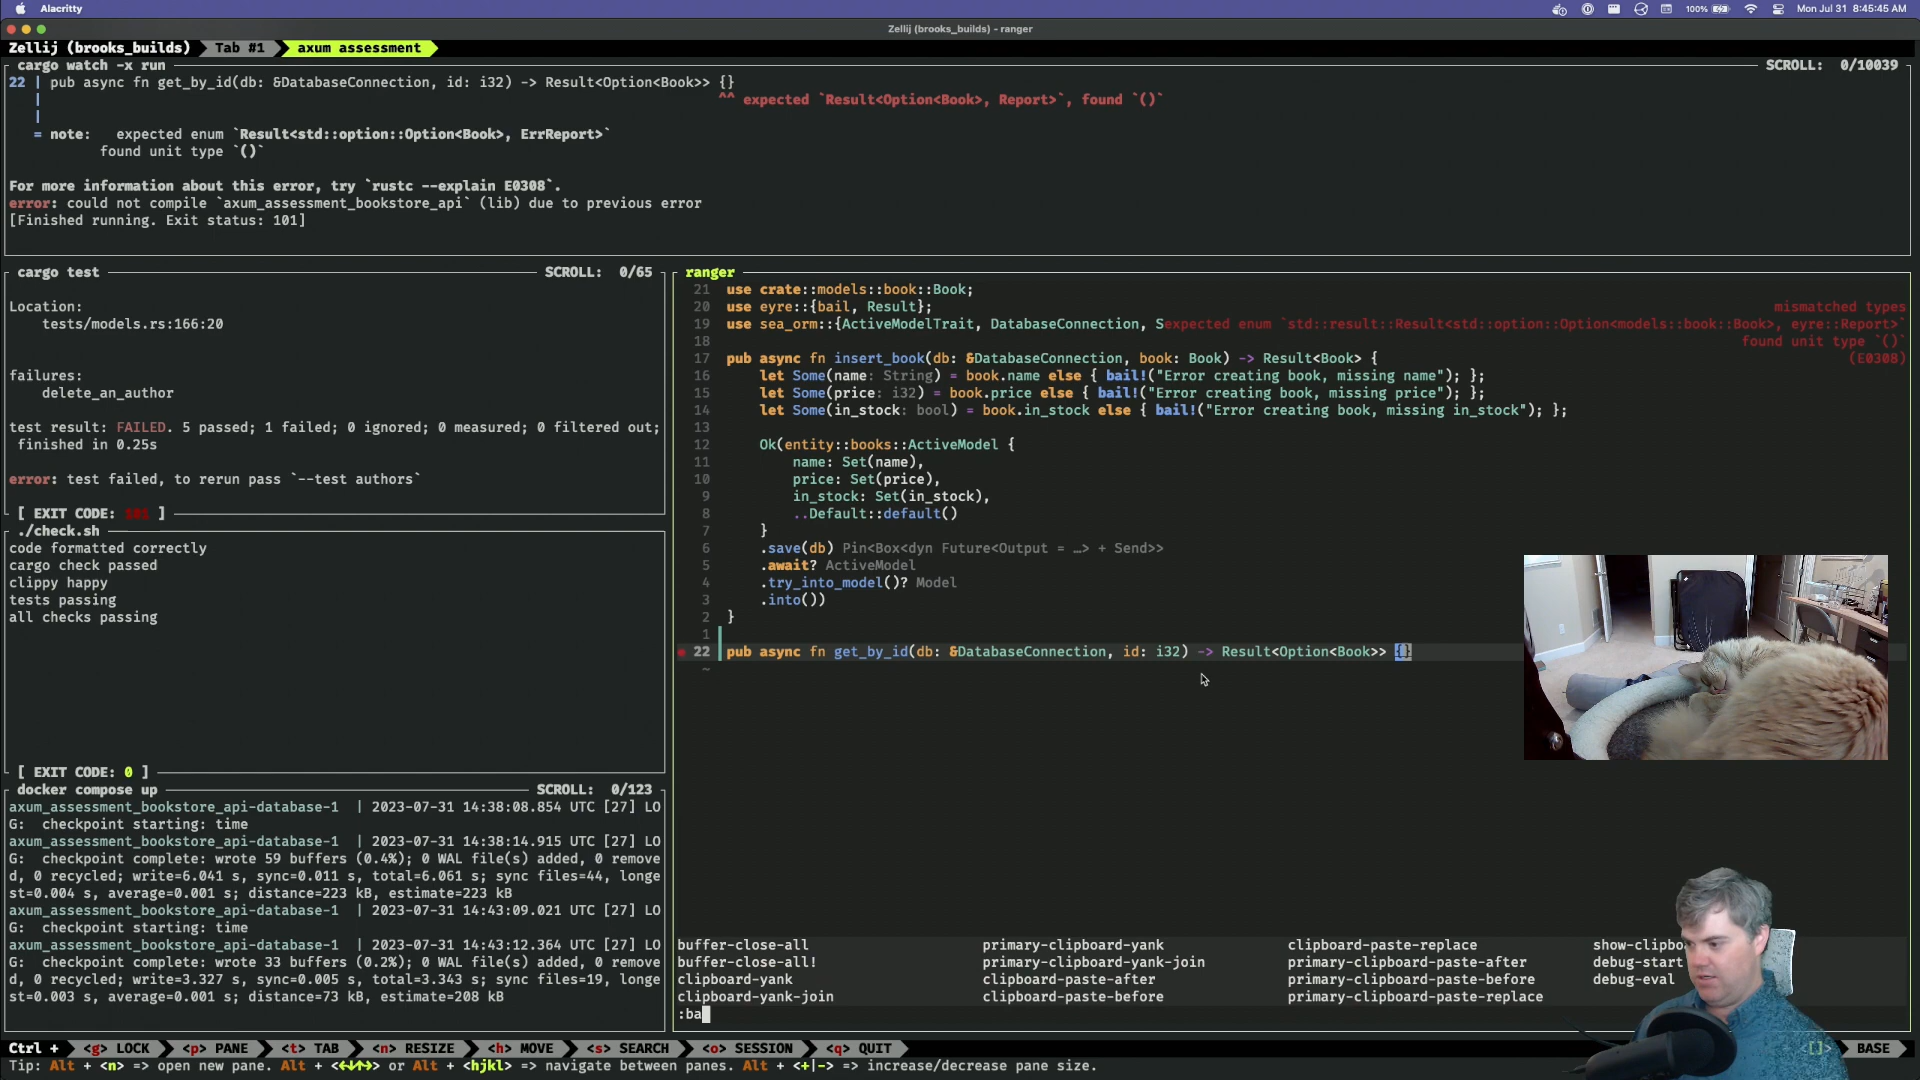 Alacritty
100%
Mon Jul 31 8:45:45 AM
Zellij (brooks_builds) - ranger
Zellij (brooks_builds) Tab #1 axum assessment
cargo watch -x run SCROLL: 0/10039
22 | pub async fn get_by_id(db: &DatabaseConnection, id: i32) -> Result<Option<Book>> {}
| ^^ expected `Result<Option<Book>, Report>`, found `()`
|
= note: expected enum `Result<std::option::Option<Book>, ErrReport>`
found unit type `()`
For more information about this error, try `rustc --explain E0308`.
error: could not compile `axum_assessment_bookstore_api` (lib) due to previous error
[Finished running. Exit status: 101]
cargo test SCROLL: 0/65
Location:
tests/models.rs:166:20
failures:
delete_an_author
test result: FAILED. 5 passed; 1 failed; 0 ignored; 0 measured; 0 filtered out;
finished in 0.25s
error: test failed, to rerun pass `--test authors`
[ EXIT CODE: ]
./check.sh
code formatted correctly
cargo check passed
clippy happy
tests passing
all checks passing
[ EXIT CODE: 0 ]
docker compose up SCROLL: 0/123
axum_assessment_bookstore_api-database-1 | 2023-07-31 14:38:08.854 UTC [27] LO
G: checkpoint starting: time
axum_assessment_bookstore_api-database-1 | 2023-07-31 14:38:14.915 UTC [27] LO
G: checkpoint complete: wrote 59 buffers (0.4%); 0 WAL file(s) added, 0 remove
d, 0 recycled; write=6.041 s, sync=0.011 s, total=6.061 s; sync files=44, longe
st=0.004 s, average=0.001 s; distance=223 kB, estimate=223 kB
axum_assessment_bookstore_api-database-1 | 2023-07-31 14:43:09.021 UTC [27] LO
G: checkpoint starting: time
axum_assessment_bookstore_api-database-1 | 2023-07-31 14:43:12.364 UTC [27] LO
G: checkpoint complete: wrote 33 buffers (0.2%); 0 WAL file(s) added, 0 remove
d, 0 recycled; write=3.327 s, sync=0.005 s, total=3.343 s; sync files=19, longe
st=0.003 s, average=0.001 s; distance=73 kB, estimate=208 kB
ranger
21 use crate::models::book::Book;
20 use eyre::{bail, Result}; mismatched types
19 use sea_orm::{ActiveModelTrait, DatabaseConnection, Sexpected enum `std::result::Result<std::option::Option<models::book::Book>, eyre::Report>`
18 found unit type `()`
17 pub async fn insert_book(db: &DatabaseConnection, book: Book) -> Result<Book> { (E0308)
16 let Some(name: String) = book.name else { bail!("Error creating book, missing name"); };
15 let Some(price: i32) = book.price else { bail!("Error creating book, missing price"); };
14 let Some(in_stock: bool) = book.in_stock else { bail!("Error creating book, missing in_stock"); };
13
12 Ok(entity::books::ActiveModel {
11 name: Set(name),
10 price: Set(price),
9 in_stock: Set(in_stock),
8 ..Default::default()
7 }
6 .save(db) Pin<Box<dyn Future<Output = …> + Send>>
5 .await? ActiveModel
4 .try_into_model()? Model
3 .into())
2 }
1
22 pub async fn get_by_id(db: &DatabaseConnection, id: i32) -> Result<Option<Book>> {}
~
buffer-close-all primary-clipboard-yank clipboard-paste-replace show-clipbo
buffer-close-all! primary-clipboard-yank-join primary-clipboard-paste-after debug-start
clipboard-yank clipboard-paste-after primary-clipboard-paste-before debug-eval
clipboard-yank-join clipboard-paste-before primary-clipboard-paste-replace
:ba
Ctrl + <g> LOCK <p> PANE <t> TAB <n> RESIZE <h> MOVE <s> SEARCH <o> SESSION <q> QUIT <[]> BASE
Tip: Alt + <n> => open new pane. Alt + <←↓↑→> or Alt + <hjkl> => navigate between panes. Alt + <+|-> => increase/decrease pane size.